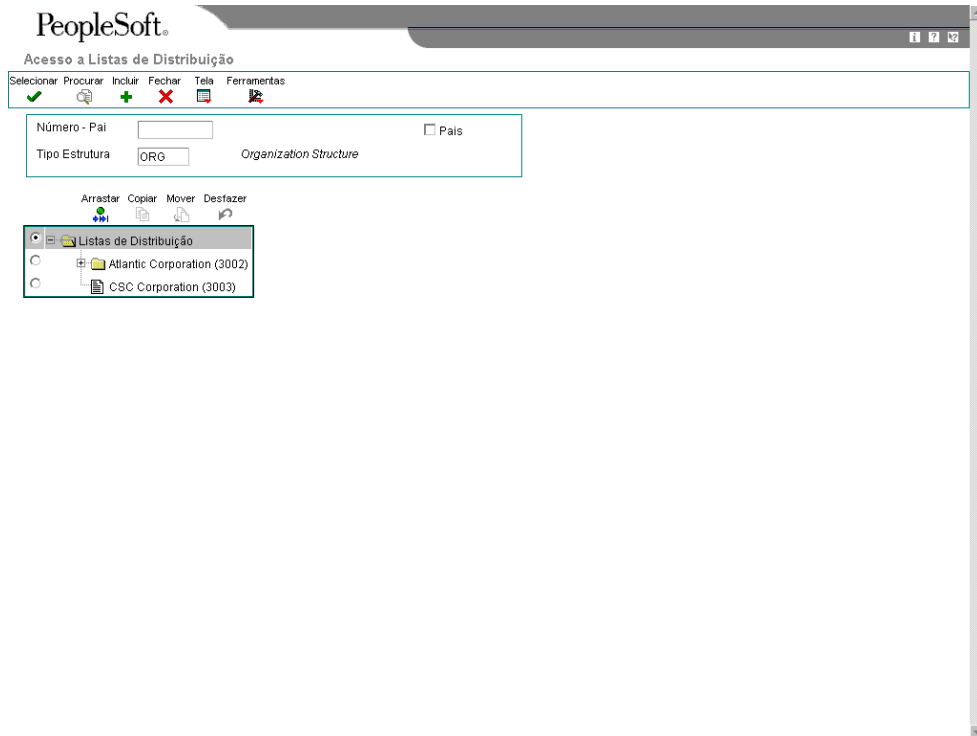 PeopleSoft®
Acesso a Listas de Distribuição
Selecionar Procurar Incluir Fechar Tela Ferramentas
Número - Pai
Pais
Tipo Estrutura ORG Organization Structure
Arrastar Copiar Mover Desfazer
Listas de Distribuição
Atlantic Corporation (3002)
CSC Corporation (3003)